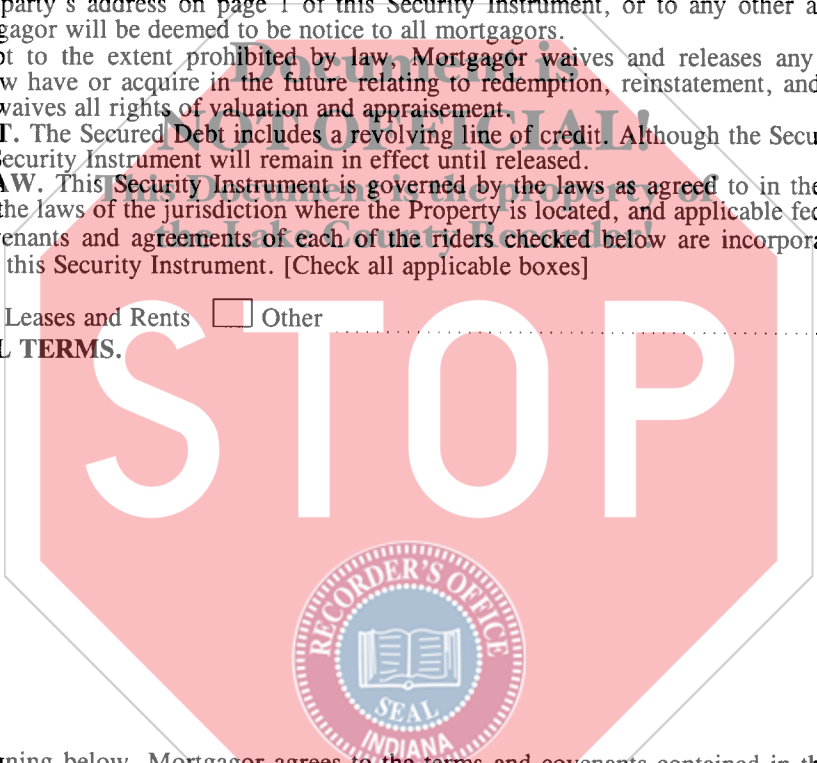 party's address on page 1 of this Security Instrument, or to any other a
gagor will be deemed to be notice to all mortgagors.
pt to the extent prohibited by law, Mortgagor waives and releases any
w have or acquire in the future relating to redemption, reinstatement, and
waives all rights of valuation and appraisement.
T. The Secured Debt includes a revolving line of credit. Although the Secu
Security Instrument will remain in effect until released.
AW. This Security Instrument is governed by the laws as agreed to in the
the laws of the jurisdiction where the Property is located, and applicable fed
enants and agreements of each of the riders checked below are incorpora
this Security Instrument. [Check all applicable boxes]
Leases and Rents Other
L TERMS.
Document is
NOT OFFICIAL!
This Document is the property of
the Lake County Recorder!
STOP
RECORDER'S OFFICE
SEAL
INDIANA
ning below, Mortgagor agrees to the terms and covenants contained in th